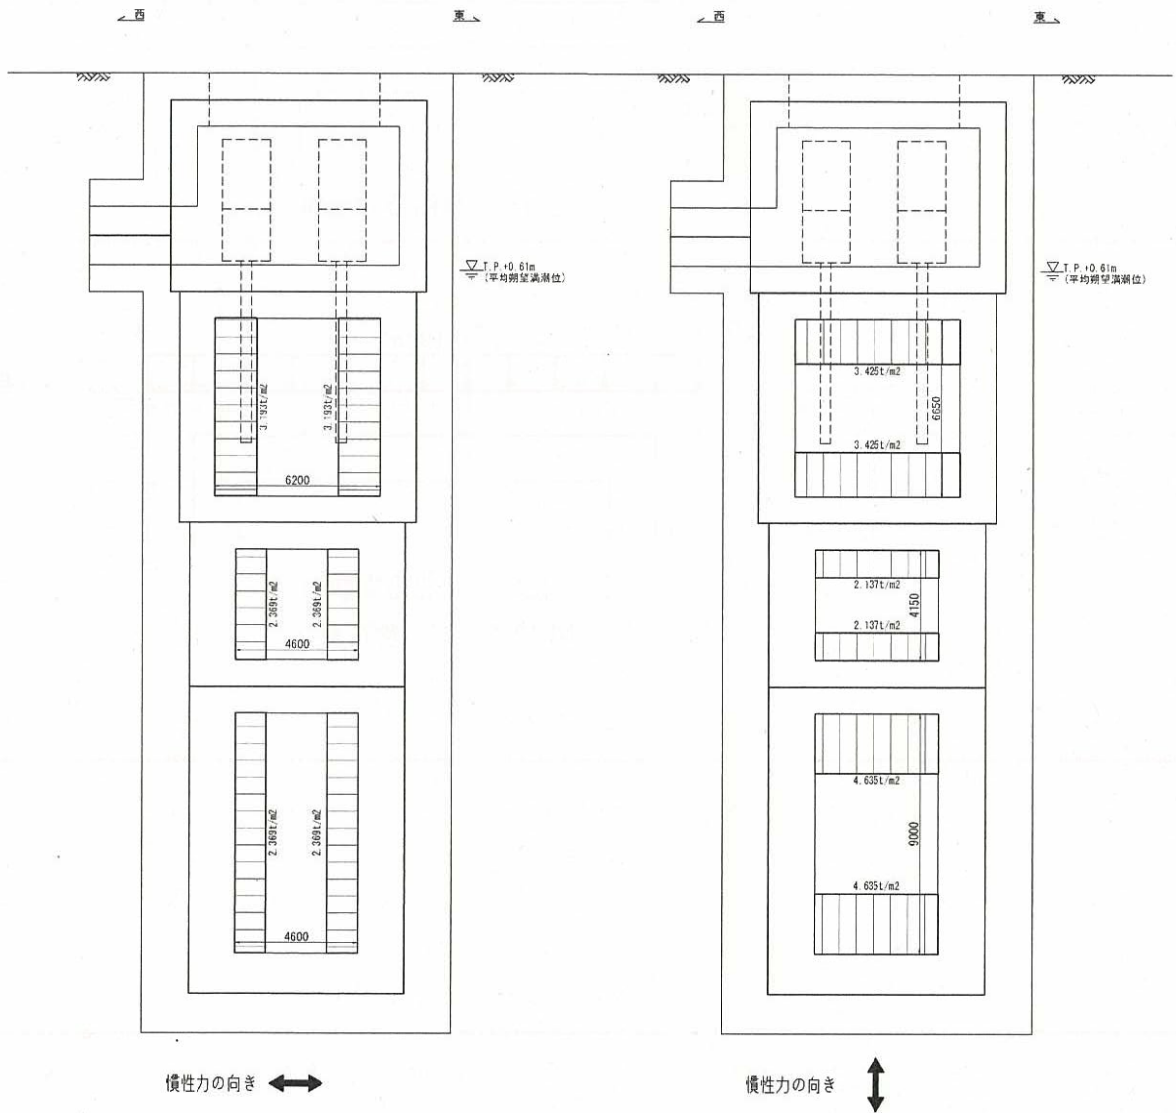 西
東
T.P.+0.61m
(平均朔望満潮位)
3.193t/m2
3.193t/m2
6200
2.369t/m2
2.369t/m2
4600
2.369t/m2
2.369t/m2
4600
慣性力の向き
西
東
T.P.+0.61m
(平均朔望満潮位)
3.425t/m2
6650
3.425t/m2
2.137t/m2
4150
2.137t/m2
4.635t/m2
9000
4.635t/m2
慣性力の向き